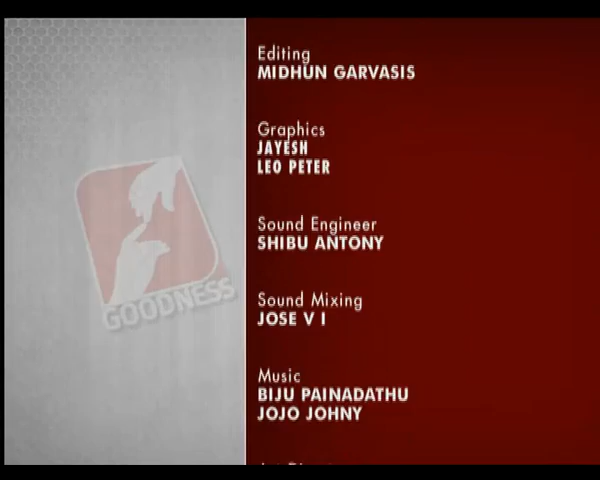 Editing
MIDHUN GARVASIS
Graphics
JAYESH
LEO PETER
Sound Engineer
SHIBU ANTONY
Sound Mixing
JOSE V I
Music
BIJU PAINADATHU
JOJO JOHNY
GOODNESS